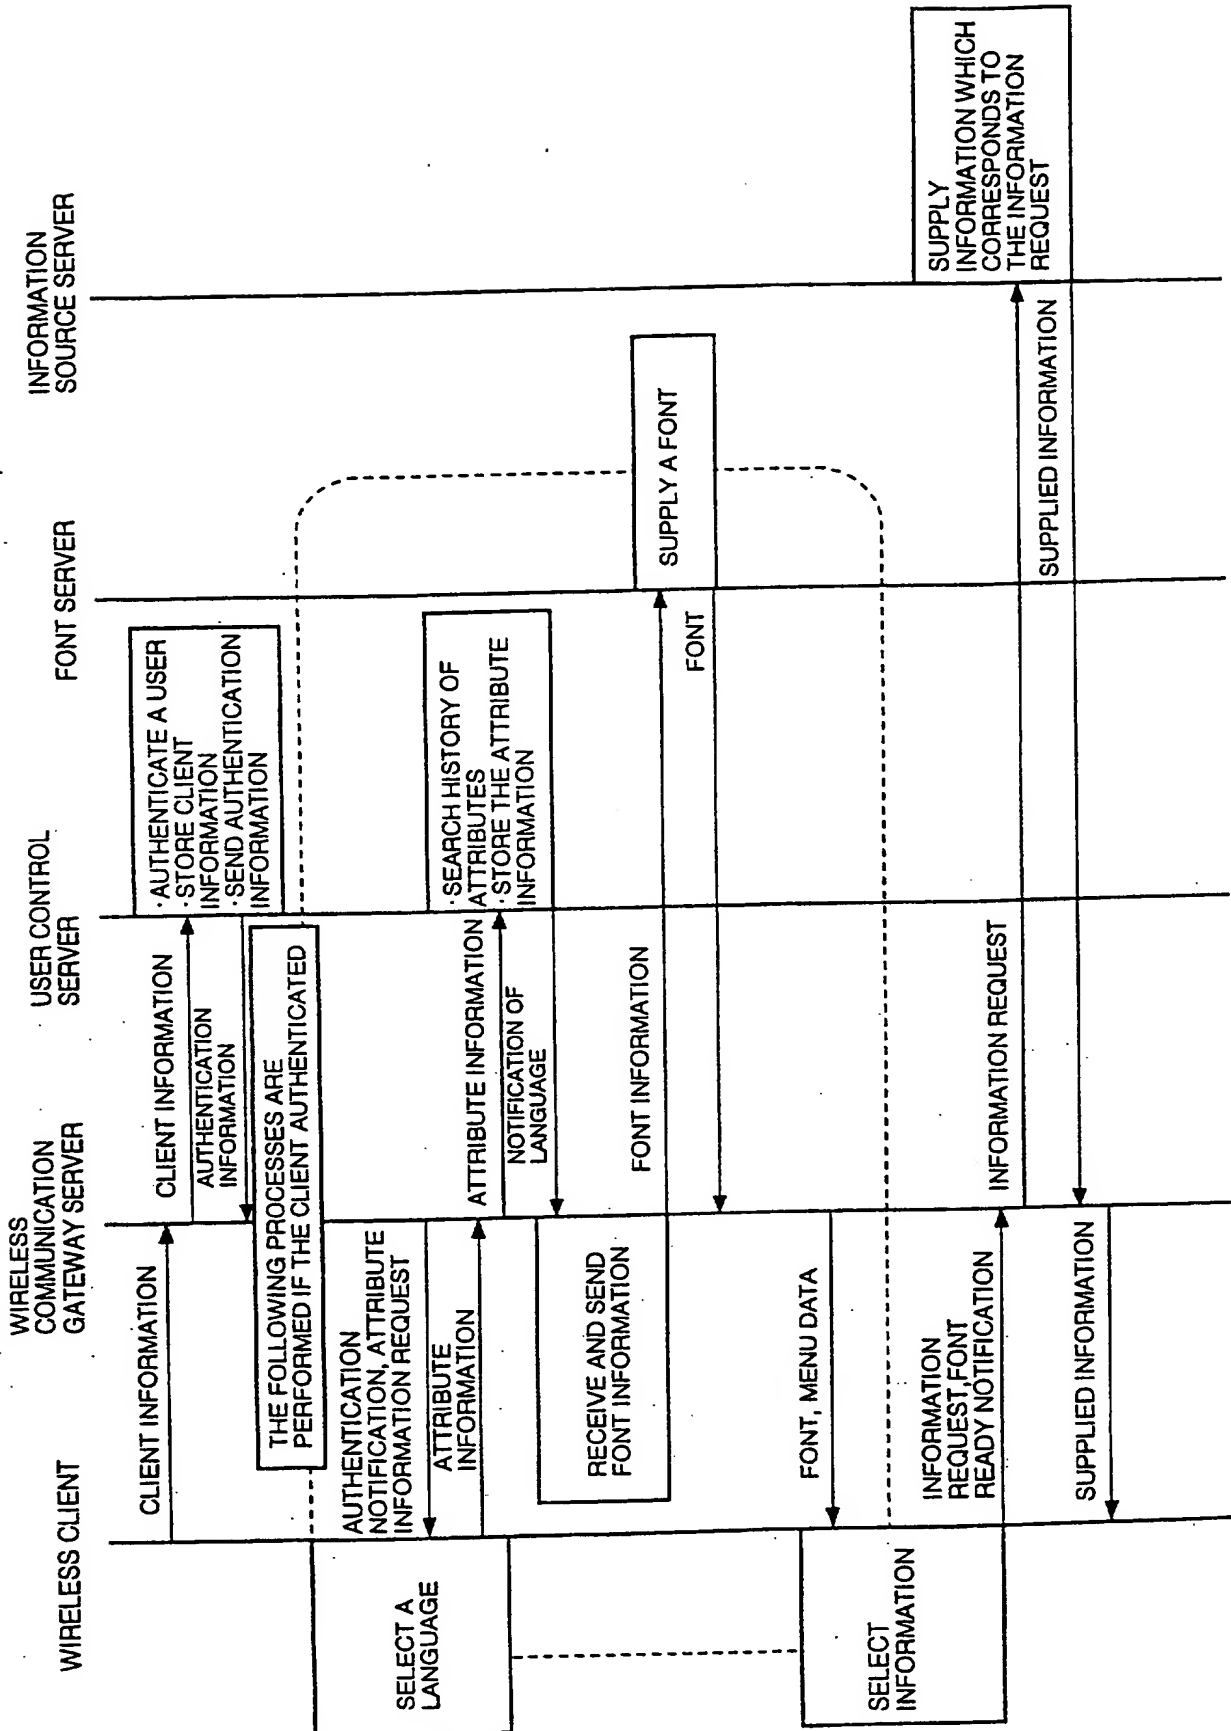 WIRELESS CLIENT
WIRELESS
COMMUNICATION
GATEWAY SERVER
USER CONTROL
SERVER
FONT SERVER
INFORMATION
SOURCE SERVER
CLIENT INFORMATION
CLIENT INFORMATION
AUTHENTICATION
INFORMATION
·AUTHENTICATE A USER
·STORE CLIENT
INFORMATION
·SEND AUTHENTICATION
INFORMATION
THE FOLLOWING PROCESSES ARE
PERFORMED IF THE CLIENT AUTHENTICATED
SELECT A
LANGUAGE
AUTHENTICATION
NOTIFICATION, ATTRIBUTE
INFORMATION REQUEST
ATTRIBUTE
INFORMATION
ATTRIBUTE INFORMATION
NOTIFICATION OF
LANGUAGE
·SEARCH HISTORY OF
ATTRIBUTES
·STORE THE ATTRIBUTE
INFORMATION
RECEIVE AND SEND
FONT INFORMATION
FONT INFORMATION
SUPPLY A FONT
FONT
FONT, MENU DATA
SELECT
INFORMATION
INFORMATION
REQUEST,FONT
READY NOTIFICATION
INFORMATION REQUEST
SUPPLY
INFORMATION WHICH
CORRESPONDS TO
THE INFORMATION
REQUEST
SUPPLIED INFORMATION
SUPPLIED INFORMATION